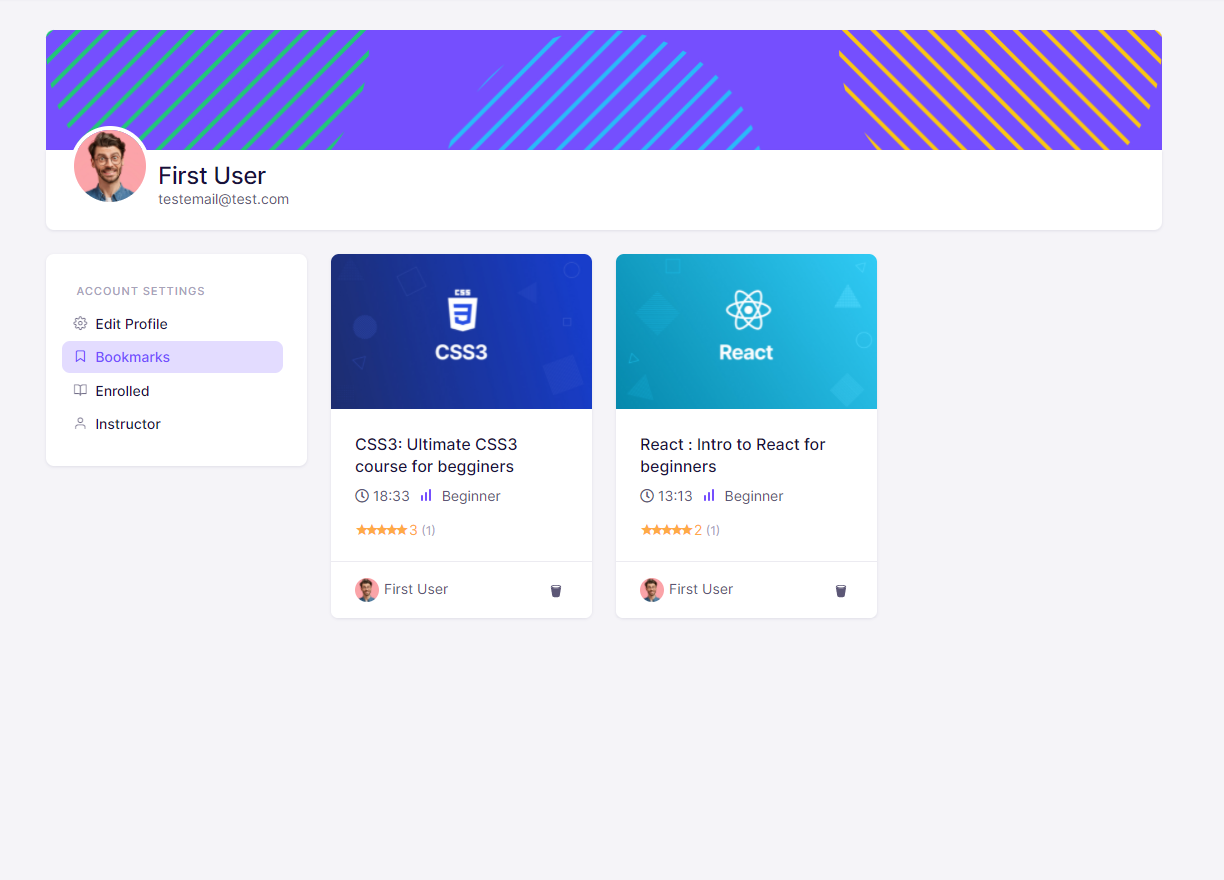 First User
testemail@test.com
ACCOUNT SETTINGS
Edit Profile
Bookmarks
Enrolled
Instructor
CSS
CSS3
CSS3: Ultimate CSS3
course for begginers
18:33 Beginner
3 (1)
First User
React
React : Intro to React for
beginners
13:13 Beginner
2 (1)
First User